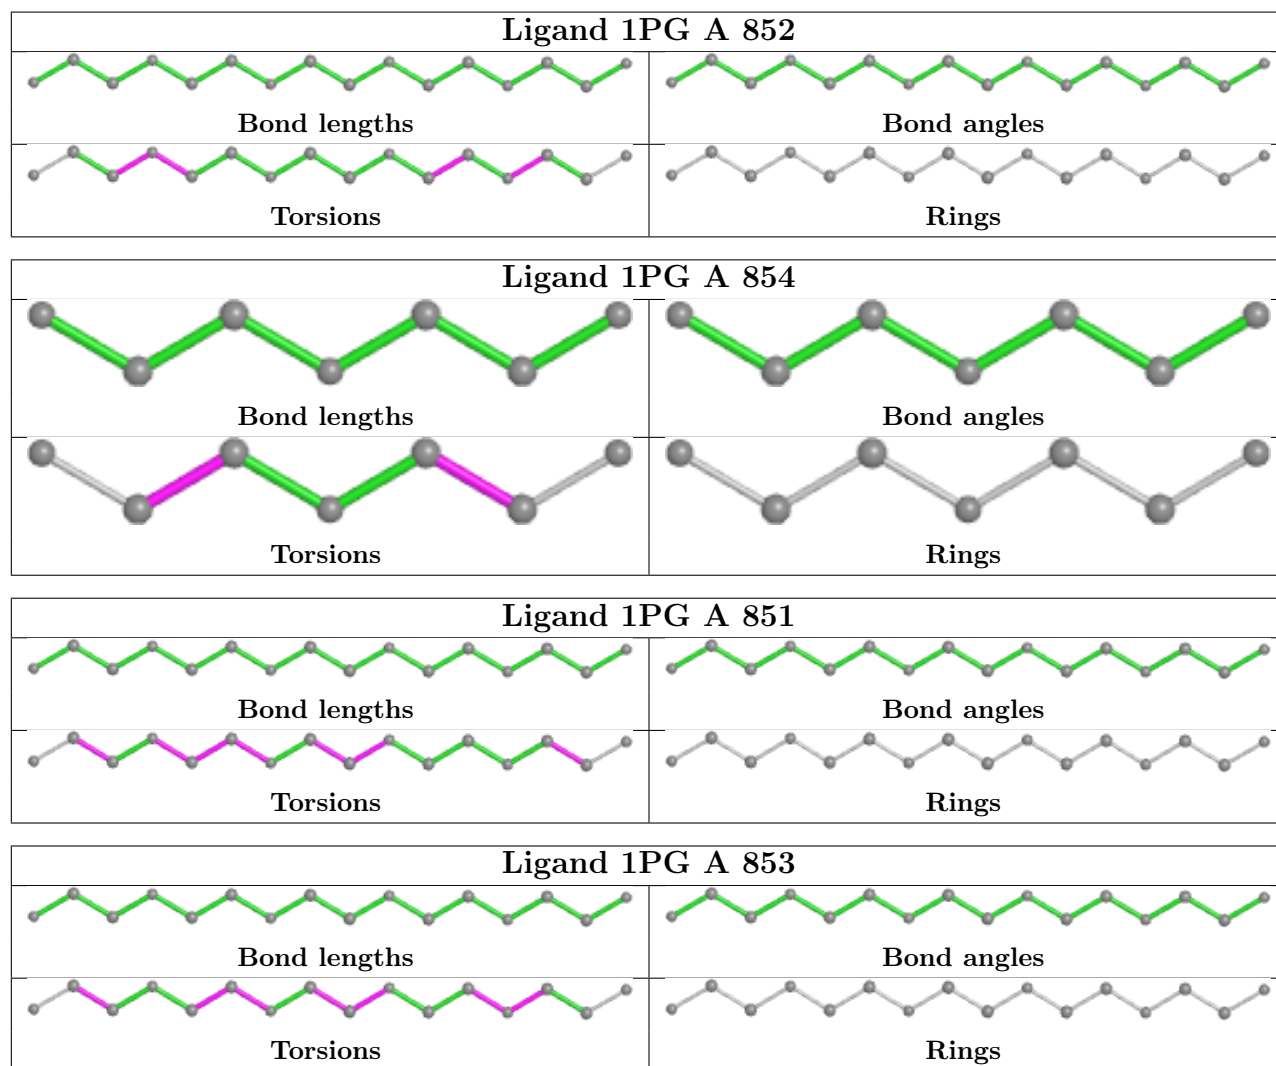 Ligand 1PG A 852
Bond lengths
Bond angles
Torsions
Rings
Ligand 1PG A 854
Bond lengths
Bond angles
Torsions
Rings
Ligand 1PG A 851
Bond lengths
Bond angles
Torsions
Rings
Ligand 1PG A 853
Bond lengths
Bond angles
Torsions
Rings